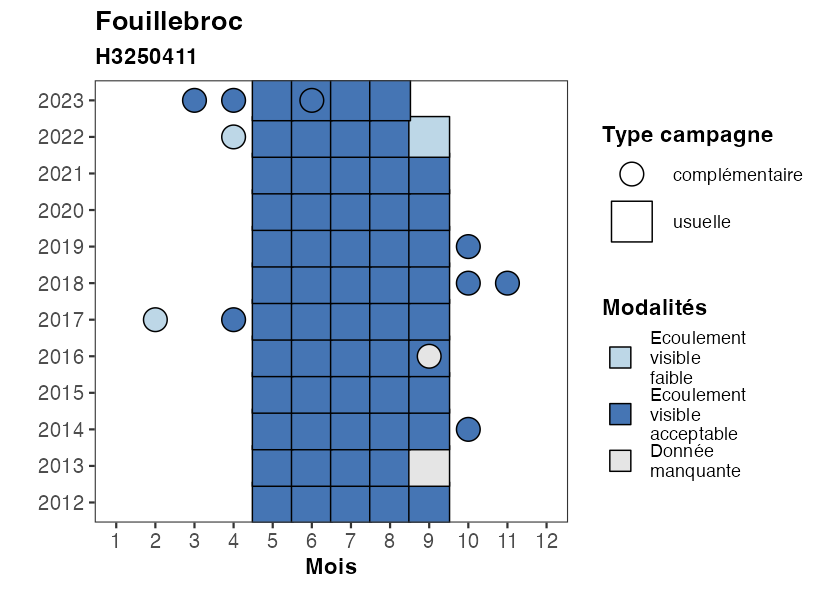 Fouillebroc
H3250411
2023
2022
2021
2020
2019
2018
2017
2016
2015
2014
2013
2012
1 2 3 4 5 6 7 8 9 10 11 12
Mois
Type campagne
complémentaire
usuelle
Modalités
Ecoulement
visible
faible
Ecoulement
visible
acceptable
Donnée
manquante